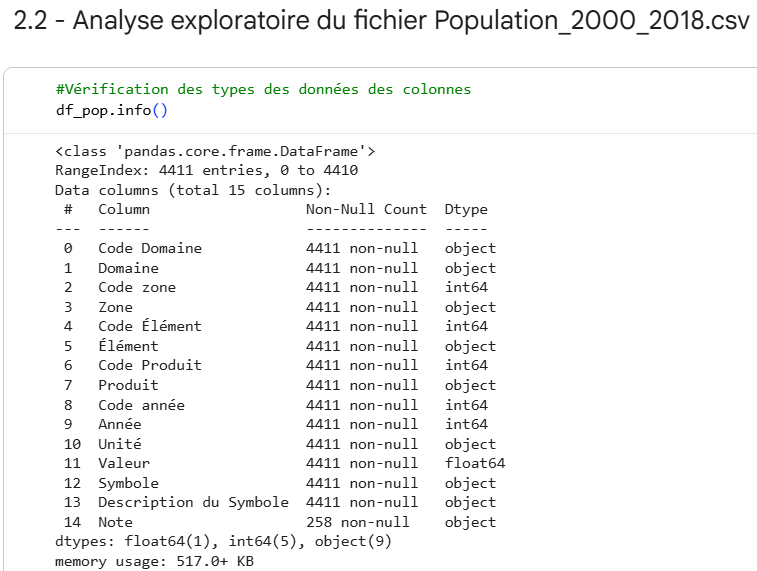 2.2 - Analyse exploratoire du fichier Population_2000_2018.csv
#Vérification des types des données des colonnes
df_pop.info()
<class 'pandas.core.frame.DataFrame'>
RangeIndex: 4411 entries, 0 to 4410
Data columns (total 15 columns):
 #   Column                  Non-Null Count  Dtype
---  ------                  --------------  -----
 0   Code Domaine            4411 non-null   object
 1   Domaine                 4411 non-null   object
 2   Code zone               4411 non-null   int64
 3   Zone                    4411 non-null   object
 4   Code Élément            4411 non-null   int64
 5   Élément                 4411 non-null   object
 6   Code Produit            4411 non-null   int64
 7   Produit                 4411 non-null   object
 8   Code année              4411 non-null   int64
 9   Année                   4411 non-null   int64
 10  Unité                   4411 non-null   object
 11  Valeur                  4411 non-null   float64
 12  Symbole                 4411 non-null   object
 13  Description du Symbole  4411 non-null   object
 14  Note                    258 non-null    object
dtypes: float64(1), int64(5), object(9)
memory usage: 517.0+ KB